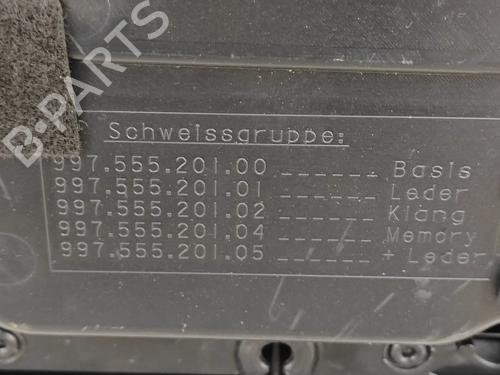 B-PARTS
Schweissgruppe:
997.555.201.00 ______ Basis
997.555.201.01 ______ Leder
997.555.201.02 ______ Klang
997.555.201.04 ______ Memory
997.555.201.05 ______ + Leder